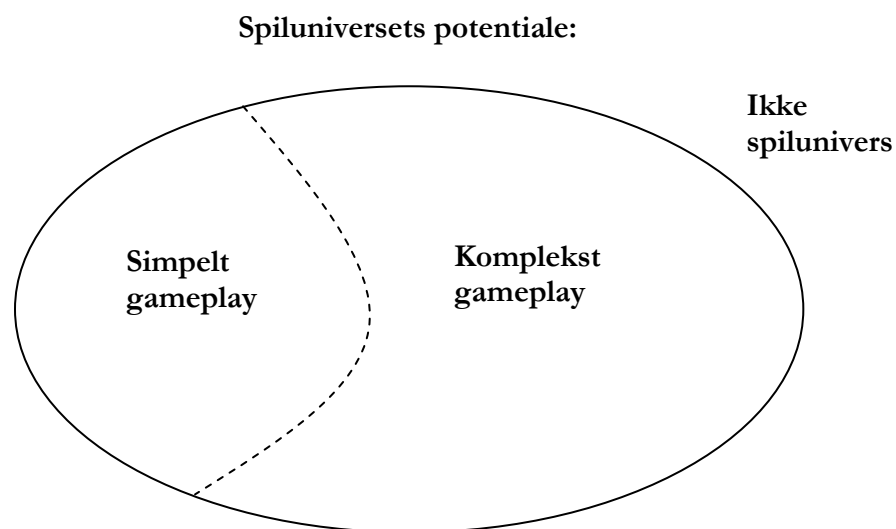 Spiluniversets potentiale:
Ikke
spilunivers
Simpelt
gameplay
Komplekst
gameplay